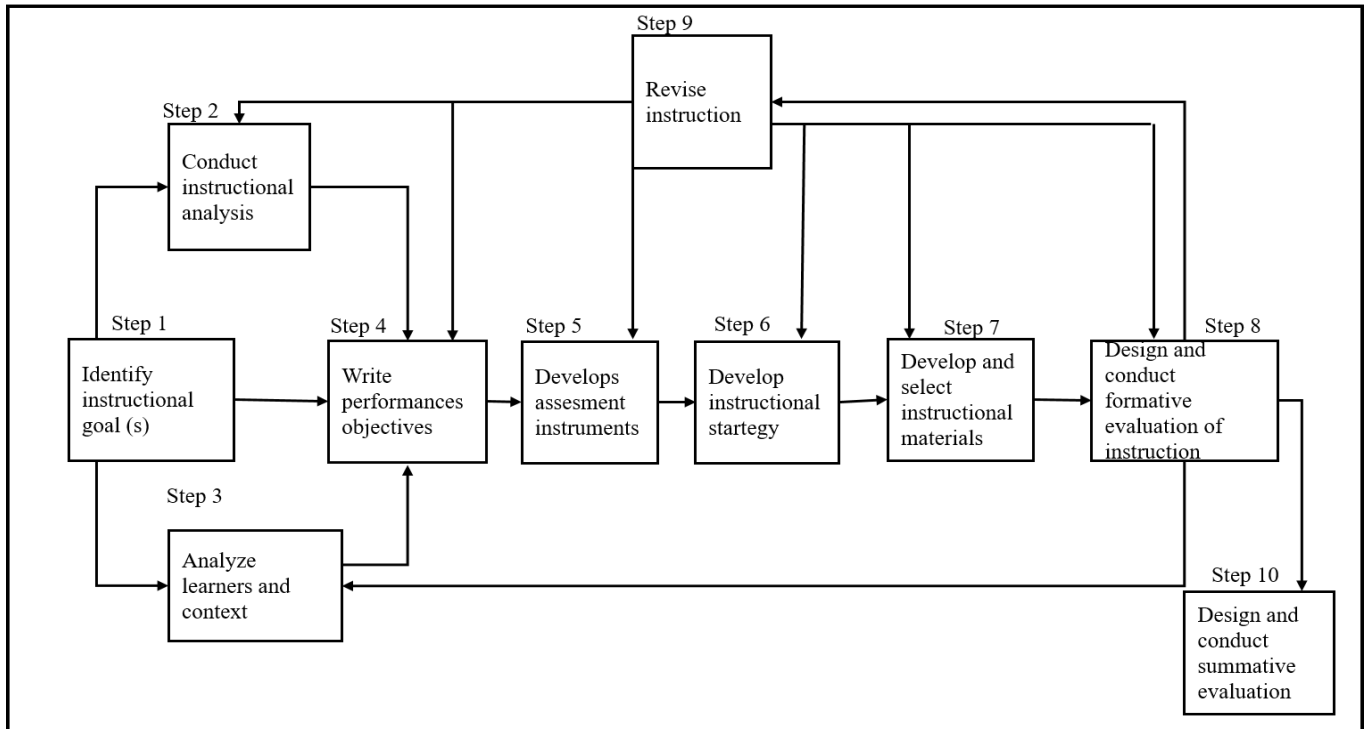 Step 9
Revise
instruction
Step 2
Conduct
instructional
analysis
Step 1
Identify
instructional
goal (s)
Step 3
Analyze
learners and
context
Step 4
Write
performances
objectives
Step 5
Develops
assesment
instruments
Step 6
Develop
instructional
startegy
Step 7
Develop and
select
instructional
materials
Step 8
Design and
conduct
formative
evaluation of
instruction
Step 10
Design and
conduct
summative
evaluation